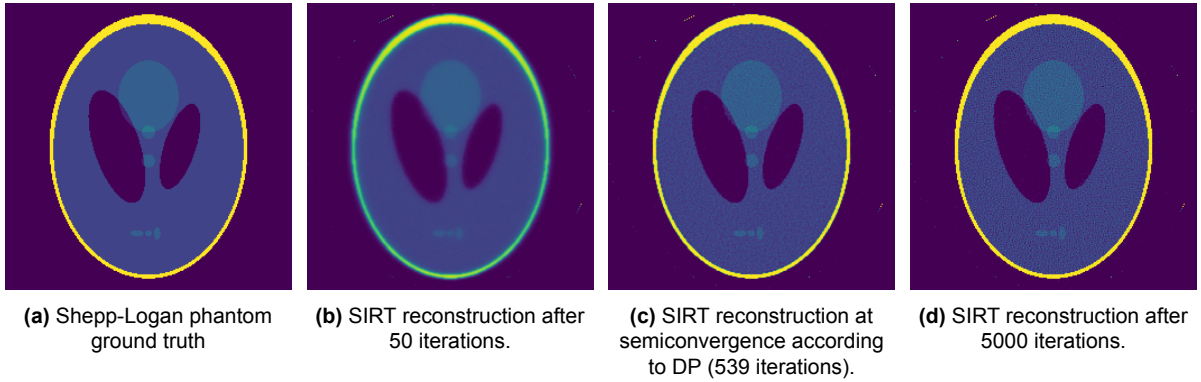 (a) Shepp-Logan phantom
ground truth
(b) SIRT reconstruction after
50 iterations.
(c) SIRT reconstruction at
semiconvergence according
to DP (539 iterations).
(d) SIRT reconstruction after
5000 iterations.